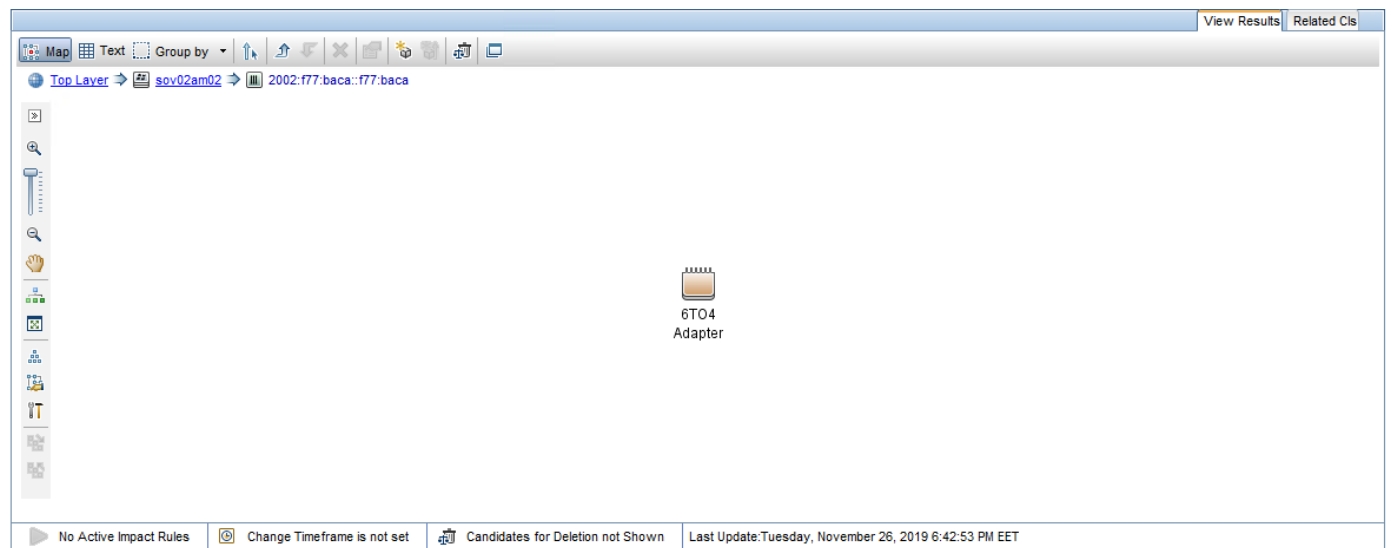 View Results Related CIs
Map Text Group by
Top Layer sov02am02 2002:f77:baca::f77:baca
6TO4
Adapter
No Active Impact Rules Change Timeframe is not set Candidates for Deletion not Shown Last Update:Tuesday, November 26, 2019 6:42:53 PM EET